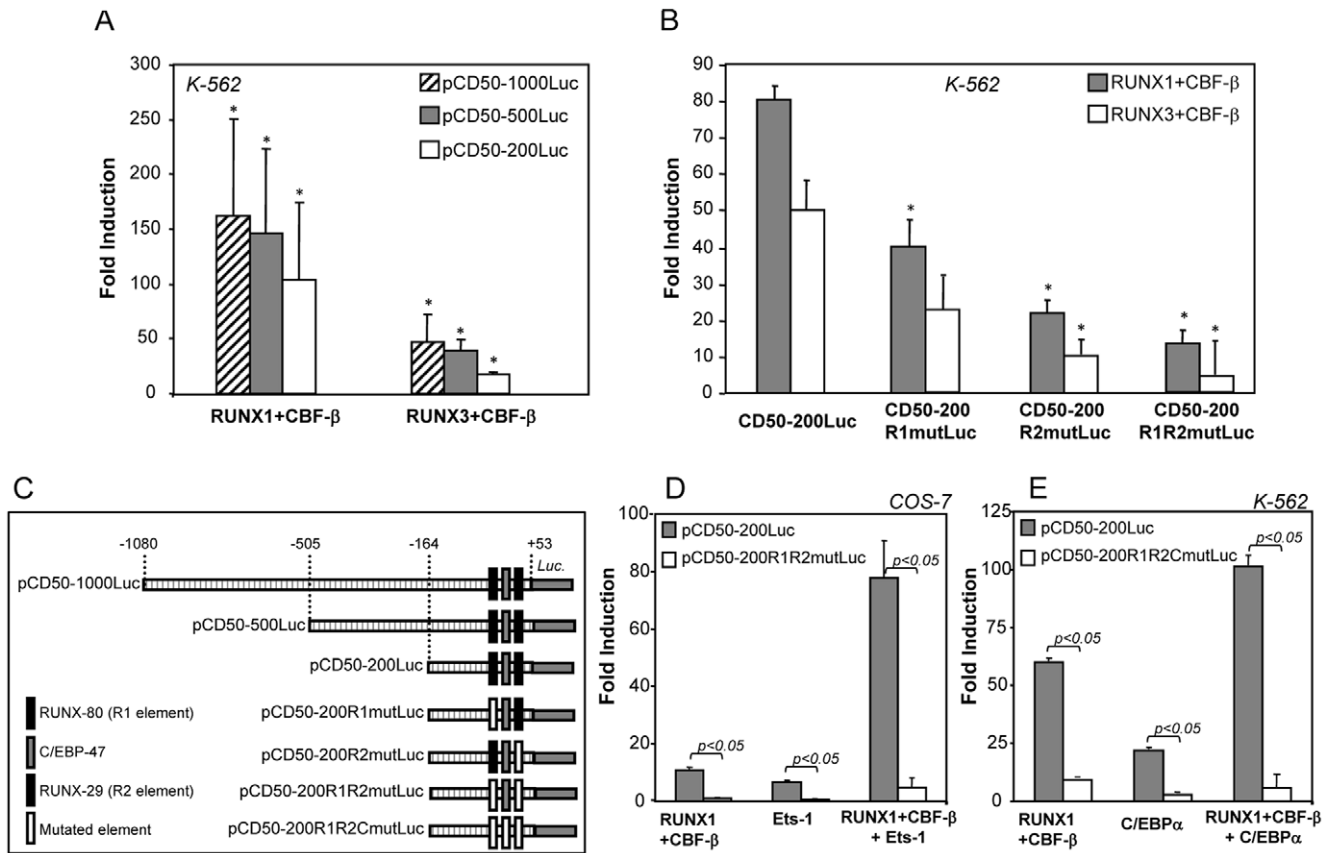 A
K-562
pCD50-1000Luc
pCD50-500Luc
pCD50-200Luc
Fold Induction
300
250
200
150
100
50
0
* * *
* * *
RUNX1+CBF-β RUNX3+CBF-β
B
K-562
RUNX1+CBF-β
RUNX3+CBF-β
Fold Induction
90
80
70
60
50
40
30
20
10
0
* * * * *
CD50-200Luc
CD50-200
R1mutLuc
CD50-200
R2mutLuc
CD50-200
R1R2mutLuc
C
-1080 -505 -164 +53
Luc.
pCD50-1000Luc
pCD50-500Luc
pCD50-200Luc
pCD50-200R1mutLuc
pCD50-200R2mutLuc
pCD50-200R1R2mutLuc
pCD50-200R1R2CmutLuc
RUNX-80 (R1 element)
C/EBP-47
RUNX-29 (R2 element)
Mutated element
D
COS-7
pCD50-200Luc
pCD50-200R1R2mutLuc
Fold Induction
100
80
60
40
20
0
p<0.05
p<0.05
p<0.05
RUNX1
+CBF-β
Ets-1
RUNX1+CBF-β
+ Ets-1
E
K-562
pCD50-200Luc
pCD50-200R1R2CmutLuc
Fold Induction
125
100
75
50
25
0
p<0.05
p<0.05
p<0.05
RUNX1
+CBF-β
C/EBPα
RUNX1+CBF-β
+ C/EBPα